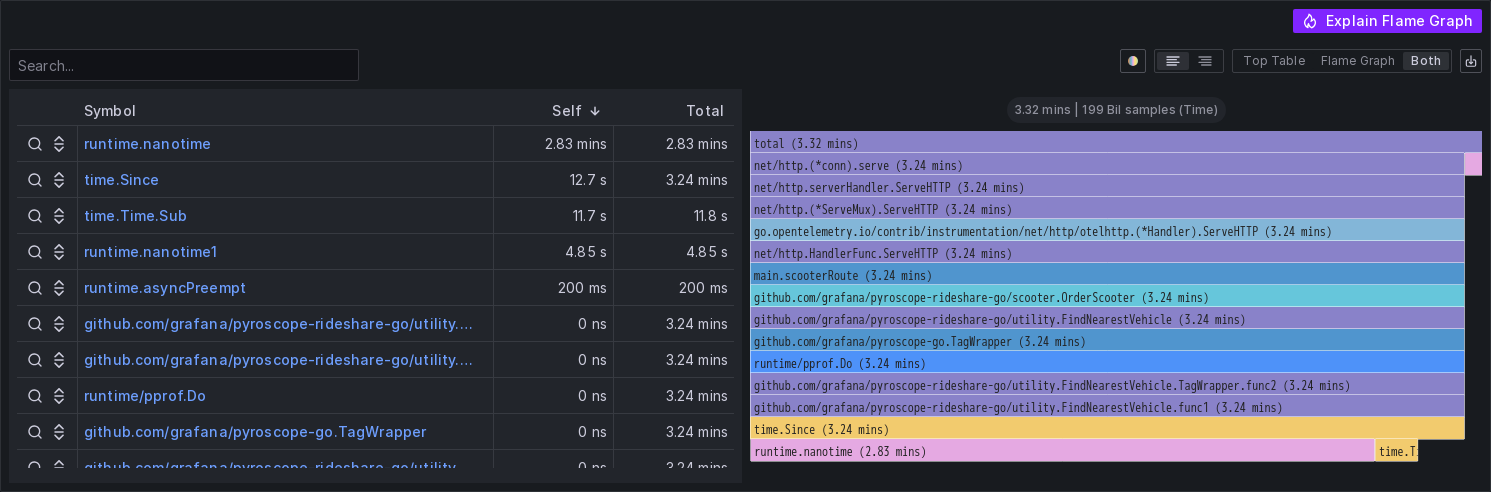 Explain Flame Graph
Search...
Top Table Flame Graph Both
Symbol Self Total
runtime.nanotime 2.83 mins 2.83 mins
time.Since 12.7 s 3.24 mins
time.Time.Sub 11.7 s 11.8 s
runtime.nanotime1 4.85 s 4.85 s
runtime.asyncPreempt 200 ms 200 ms
github.com/grafana/pyroscope-rideshare-go/utility.... 0 ns 3.24 mins
github.com/grafana/pyroscope-rideshare-go/utility.... 0 ns 3.24 mins
runtime/pprof.Do 0 ns 3.24 mins
github.com/grafana/pyroscope-go.TagWrapper 0 ns 3.24 mins
github.com/grafana/pyroscope-rideshare-go/utility.... 0 ns 3.24 mins
3.32 mins | 199 Bil samples (Time)
total (3.32 mins)
net/http.(*conn).serve (3.24 mins)
net/http.serverHandler.ServeHTTP (3.24 mins)
net/http.(*ServeMux).ServeHTTP (3.24 mins)
go.opentelemetry.io/contrib/instrumentation/net/http/otelhttp.(*Handler).ServeHTTP (3.24 mins)
net/http.HandlerFunc.ServeHTTP (3.24 mins)
main.scooterRoute (3.24 mins)
github.com/grafana/pyroscope-rideshare-go/scooter.OrderScooter (3.24 mins)
github.com/grafana/pyroscope-rideshare-go/utility.FindNearestVehicle (3.24 mins)
github.com/grafana/pyroscope-go.TagWrapper (3.24 mins)
runtime/pprof.Do (3.24 mins)
github.com/grafana/pyroscope-rideshare-go/utility.FindNearestVehicle.TagWrapper.func2 (3.24 mins)
github.com/grafana/pyroscope-rideshare-go/utility.FindNearestVehicle.func1 (3.24 mins)
time.Since (3.24 mins)
runtime.nanotime (2.83 mins) time.T